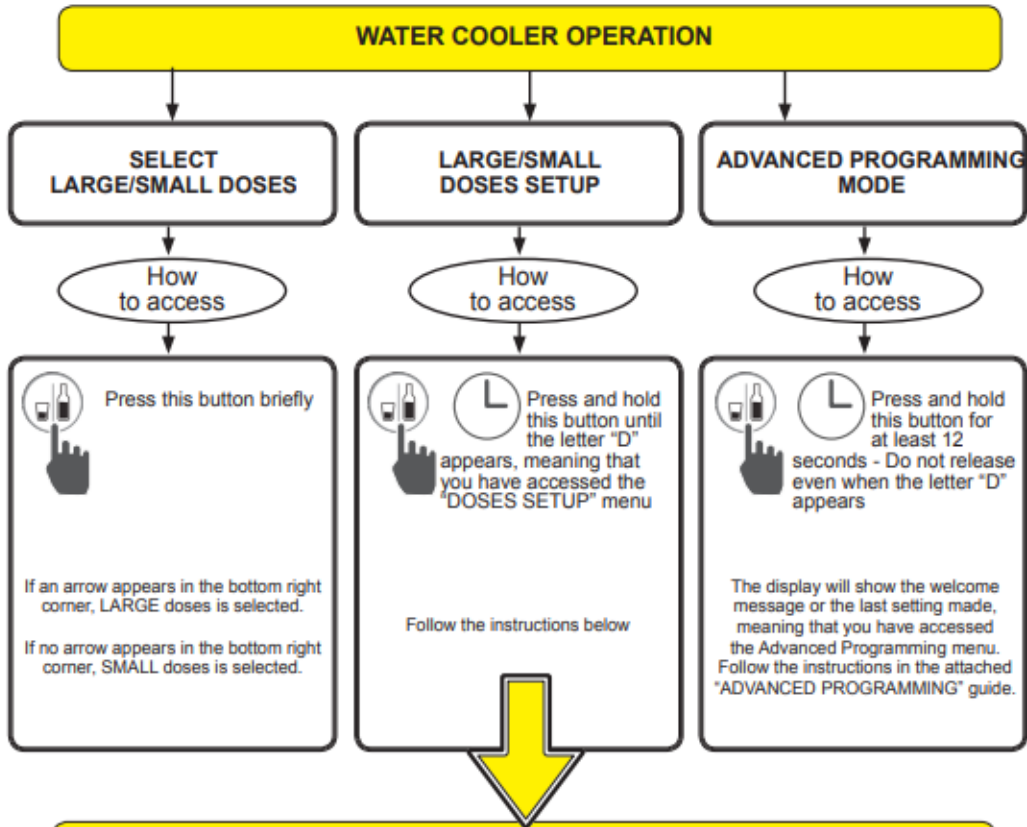 WATER COOLER OPERATION
SELECT
LARGE/SMALL DOSES
How
to access
Press this button briefly
If an arrow appears in the bottom right
corner, LARGE doses is selected.
If no arrow appears in the bottom right
corner, SMALL doses is selected.
LARGE/SMALL
DOSES SETUP
How
to access
Press and hold
this button until
the letter “D”
appears, meaning that
you have accessed the
“DOSES SETUP” menu
Follow the instructions below
ADVANCED PROGRAMMING
MODE
How
to access
Press and hold
this button for
at least 12
seconds - Do not release
even when the letter “D”
appears
The display will show the welcome
message or the last setting made,
meaning that you have accessed
the Advanced Programming menu.
Follow the instructions in the attached
“ADVANCED PROGRAMMING” guide.